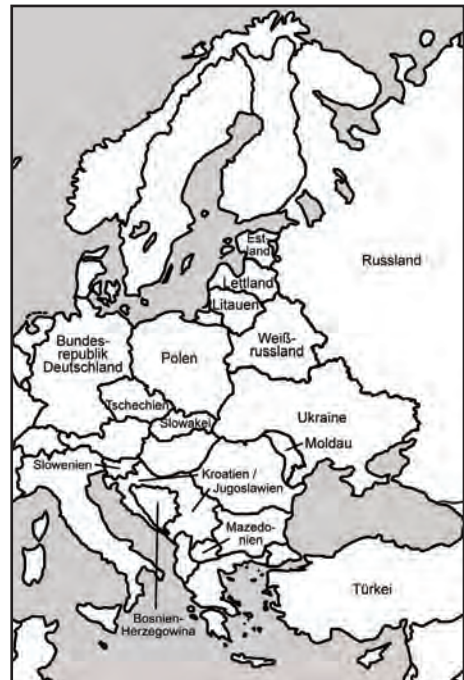 Est-
land
Russland
Lettland
Litauen
Bundes-
republik
Deutschland
Polen
Weiß-
russland
Tschechien
Slowakei
Ukraine
Moldau
Slowenien
Kroatien /
Jugoslawien
Mazedo-
nien
Türkei
Bosnien-
Herzegowina